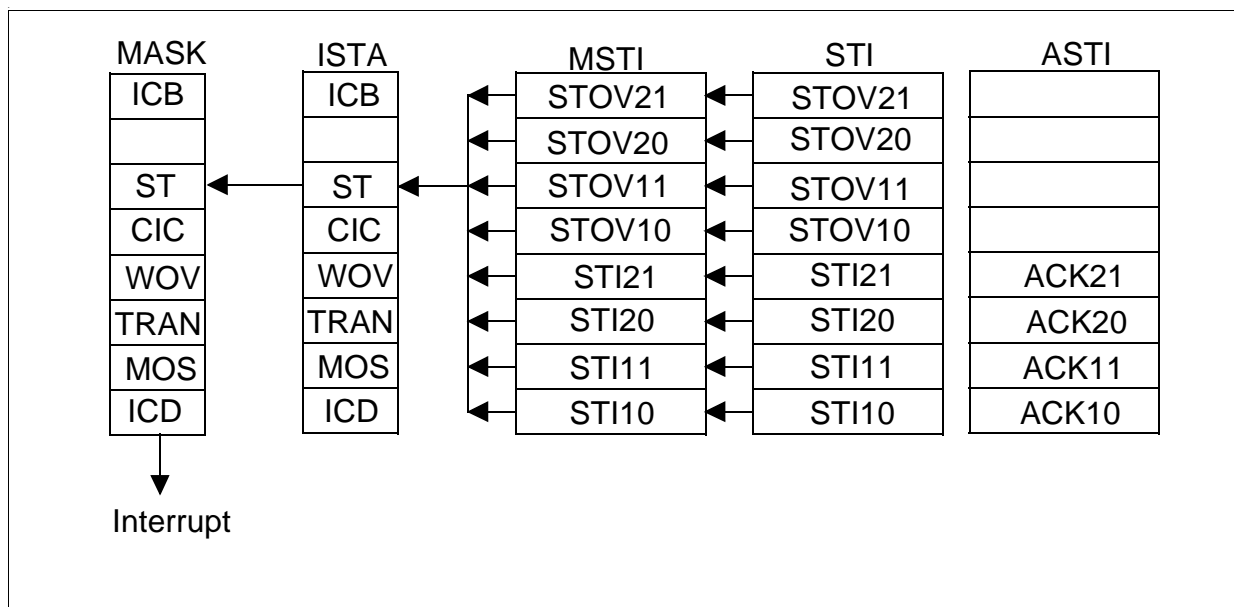 MASK ISTA MSTI STI ASTI
ICB ICB STOV21 STOV21
STOV20 STOV20
ST ST STOV11 STOV11
CIC CIC STOV10 STOV10
WOV WOV STI21 STI21 ACK21
TRAN TRAN STI20 STI20 ACK20
MOS MOS STI11 STI11 ACK11
ICD ICD STI10 STI10 ACK10
Interrupt